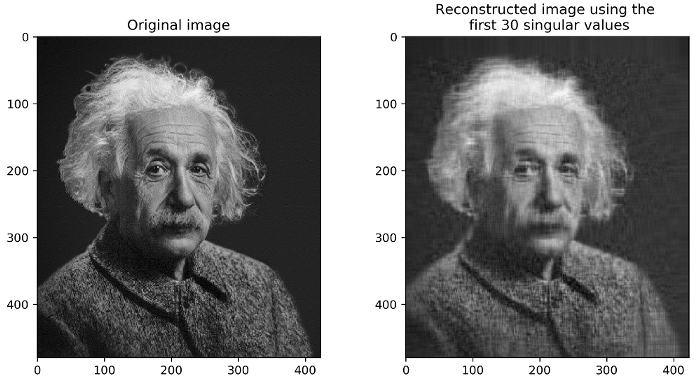 Original image
0
100
200
300
400
0 100 200 300 400
Reconstructed image using the
first 30 singular values
0
100
200
300
400
0 100 200 300 400